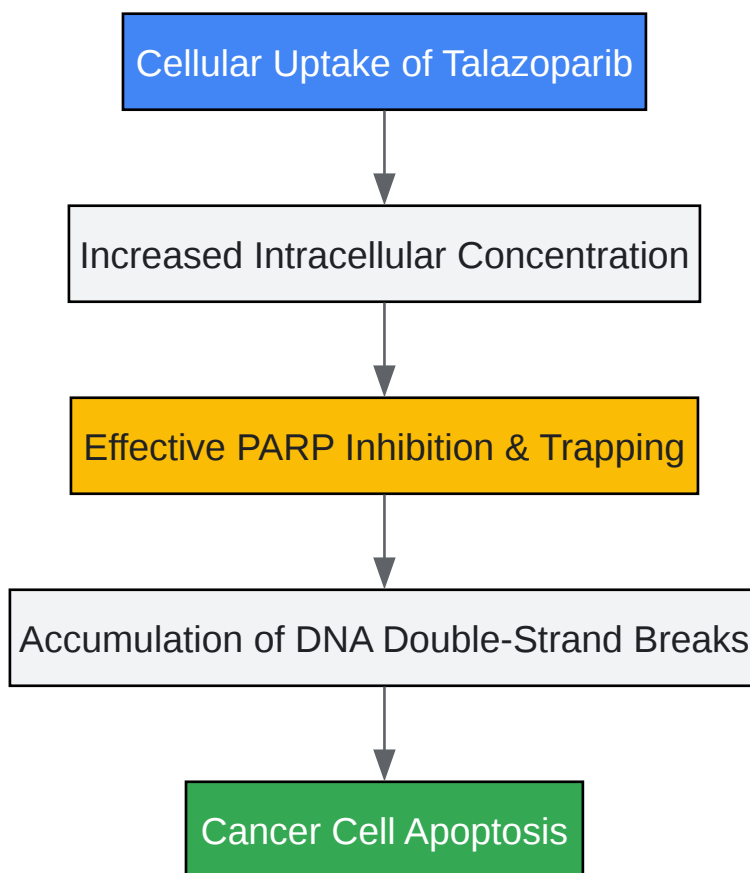 Cellular Uptake of Talazoparib
Increased Intracellular Concentration
Effective PARP Inhibition & Trapping
Accumulation of DNA Double-Strand Breaks
Cancer Cell Apoptosis